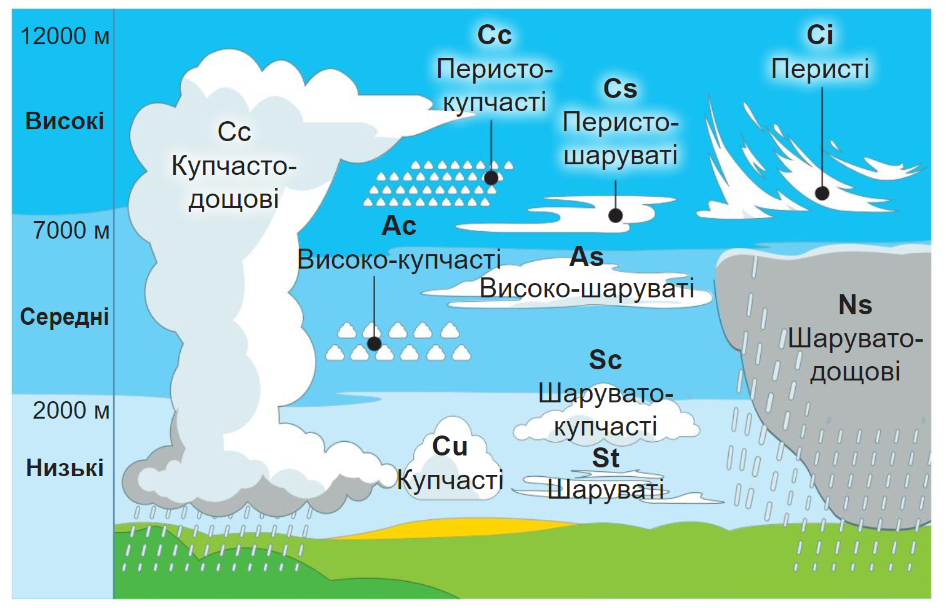 12000 м
Високі
7000 м
Середні
2000 м
Низькі
Cc
Купчасто-
дощові
Cc
Перисто-
купчасті
Cs
Перисто-
шаруваті
Ci
Перисті
Ac
Високо-купчасті
As
Високо-шаруваті
Ns
Шарувато-
дощові
Sc
Шарувато-
купчасті
Cu
Купчасті
St
Шаруваті